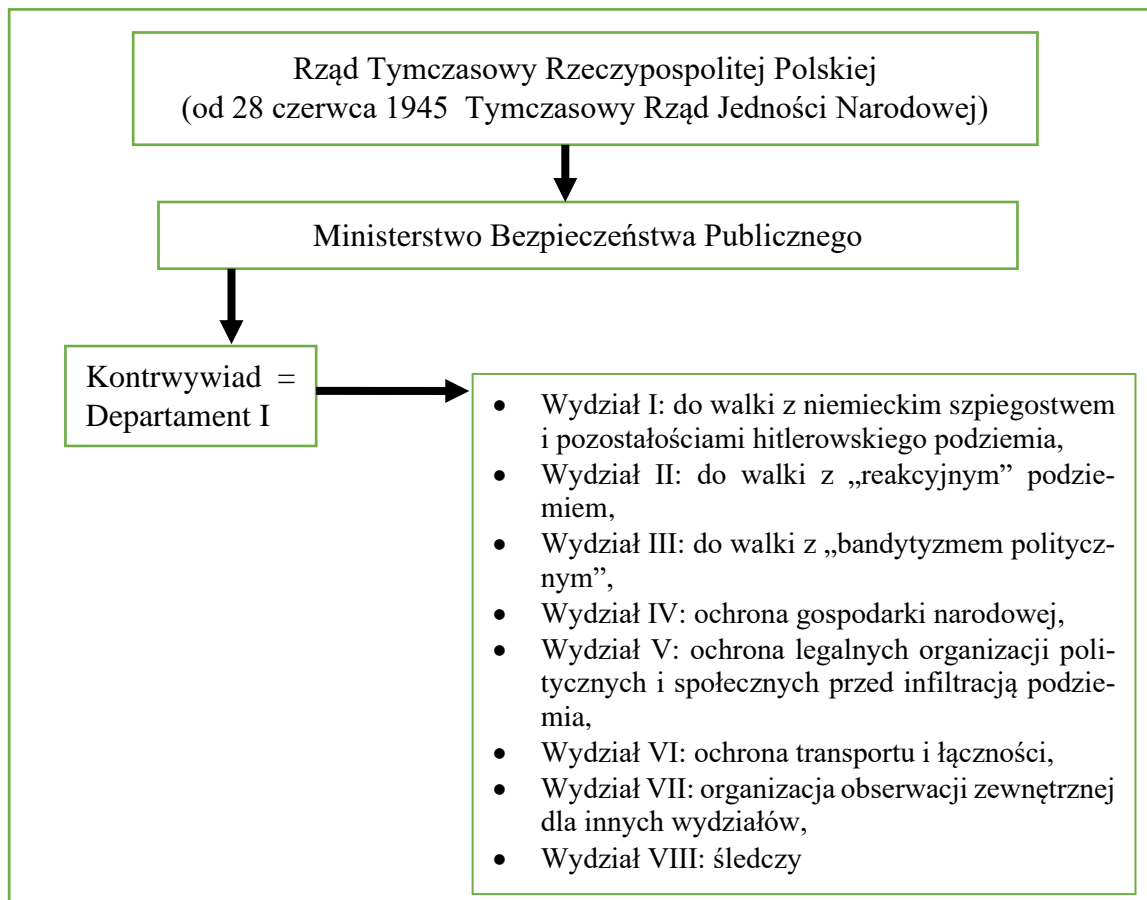 Rząd Tymczasowy Rzeczypospolitej Polskiej
(od 28 czerwca 1945 Tymczasowy Rząd Jedności Narodowej)
Ministerstwo Bezpieczeństwa Publicznego
Kontrwywiad =
Departament I
• Wydział I: do walki z niemieckim szpiegostwem
i pozostałościami hitlerowskiego podziemia,
• Wydział II: do walki z „reakcyjnym” podzie-
miem,
• Wydział III: do walki z „bandytyzmem politycz-
nym”,
• Wydział IV: ochrona gospodarki narodowej,
• Wydział V: ochrona legalnych organizacji poli-
tycznych i społecznych przed infiltracją podzie-
mia,
• Wydział VI: ochrona transportu i łączności,
• Wydział VII: organizacja obserwacji zewnętrznej
dla innych wydziałów,
• Wydział VIII: śledczy